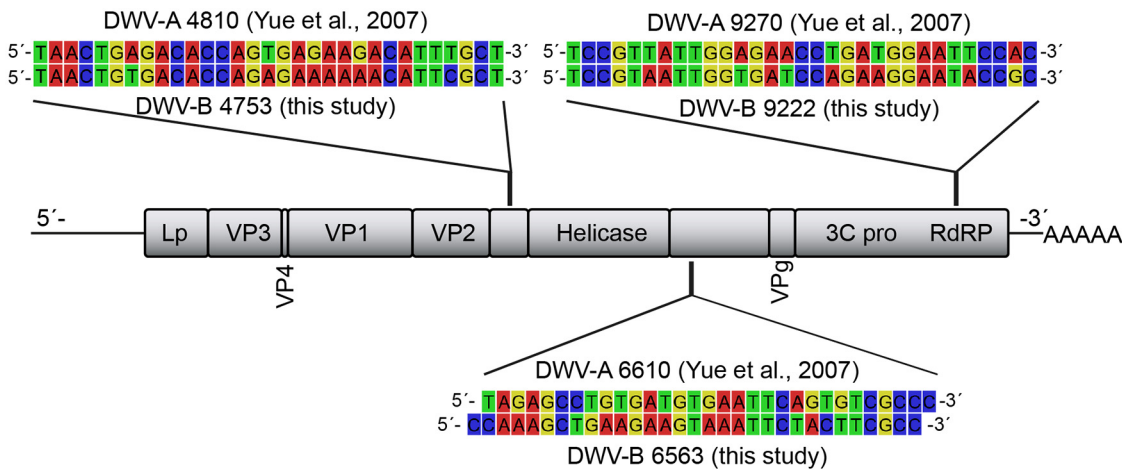 DWV-A 4810 (Yue et al., 2007)
5´-TAACTGAGACACCAGTGAGAAGACATTTGCT-3´
5´-TAACTGTGACACCAGAGAAAAAACATTCGCT-3´
DWV-B 4753 (this study)
DWV-A 9270 (Yue et al., 2007)
5´-TCCGTTATTGGAGAACCTGATGGAATTCCAC-3´
5´-TCCGTAATTGGTGATCCAGAAGGAATACCGC-3´
DWV-B 9222 (this study)
5´-
Lp
VP3
VP4
VP1
VP2
Helicase
VPg
3C pro
RdRP
-3´
AAAAA
DWV-A 6610 (Yue et al., 2007)
5´- TAGAGCCTGTGATGTGAATTCAGTGTCGCCC -3´
5´- CCAAAGCTGAAGAAGTAAATTCTACTTCGCC -3´
DWV-B 6563 (this study)